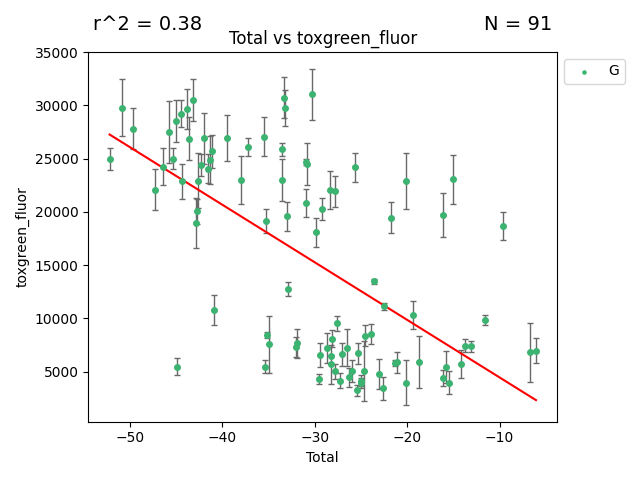 r^2 = 0.38
N = 91
Total vs toxgreen_fluor
G
35000
30000
25000
20000
15000
10000
5000
toxgreen_fluor
−50 −40 −30 −20 −10
Total